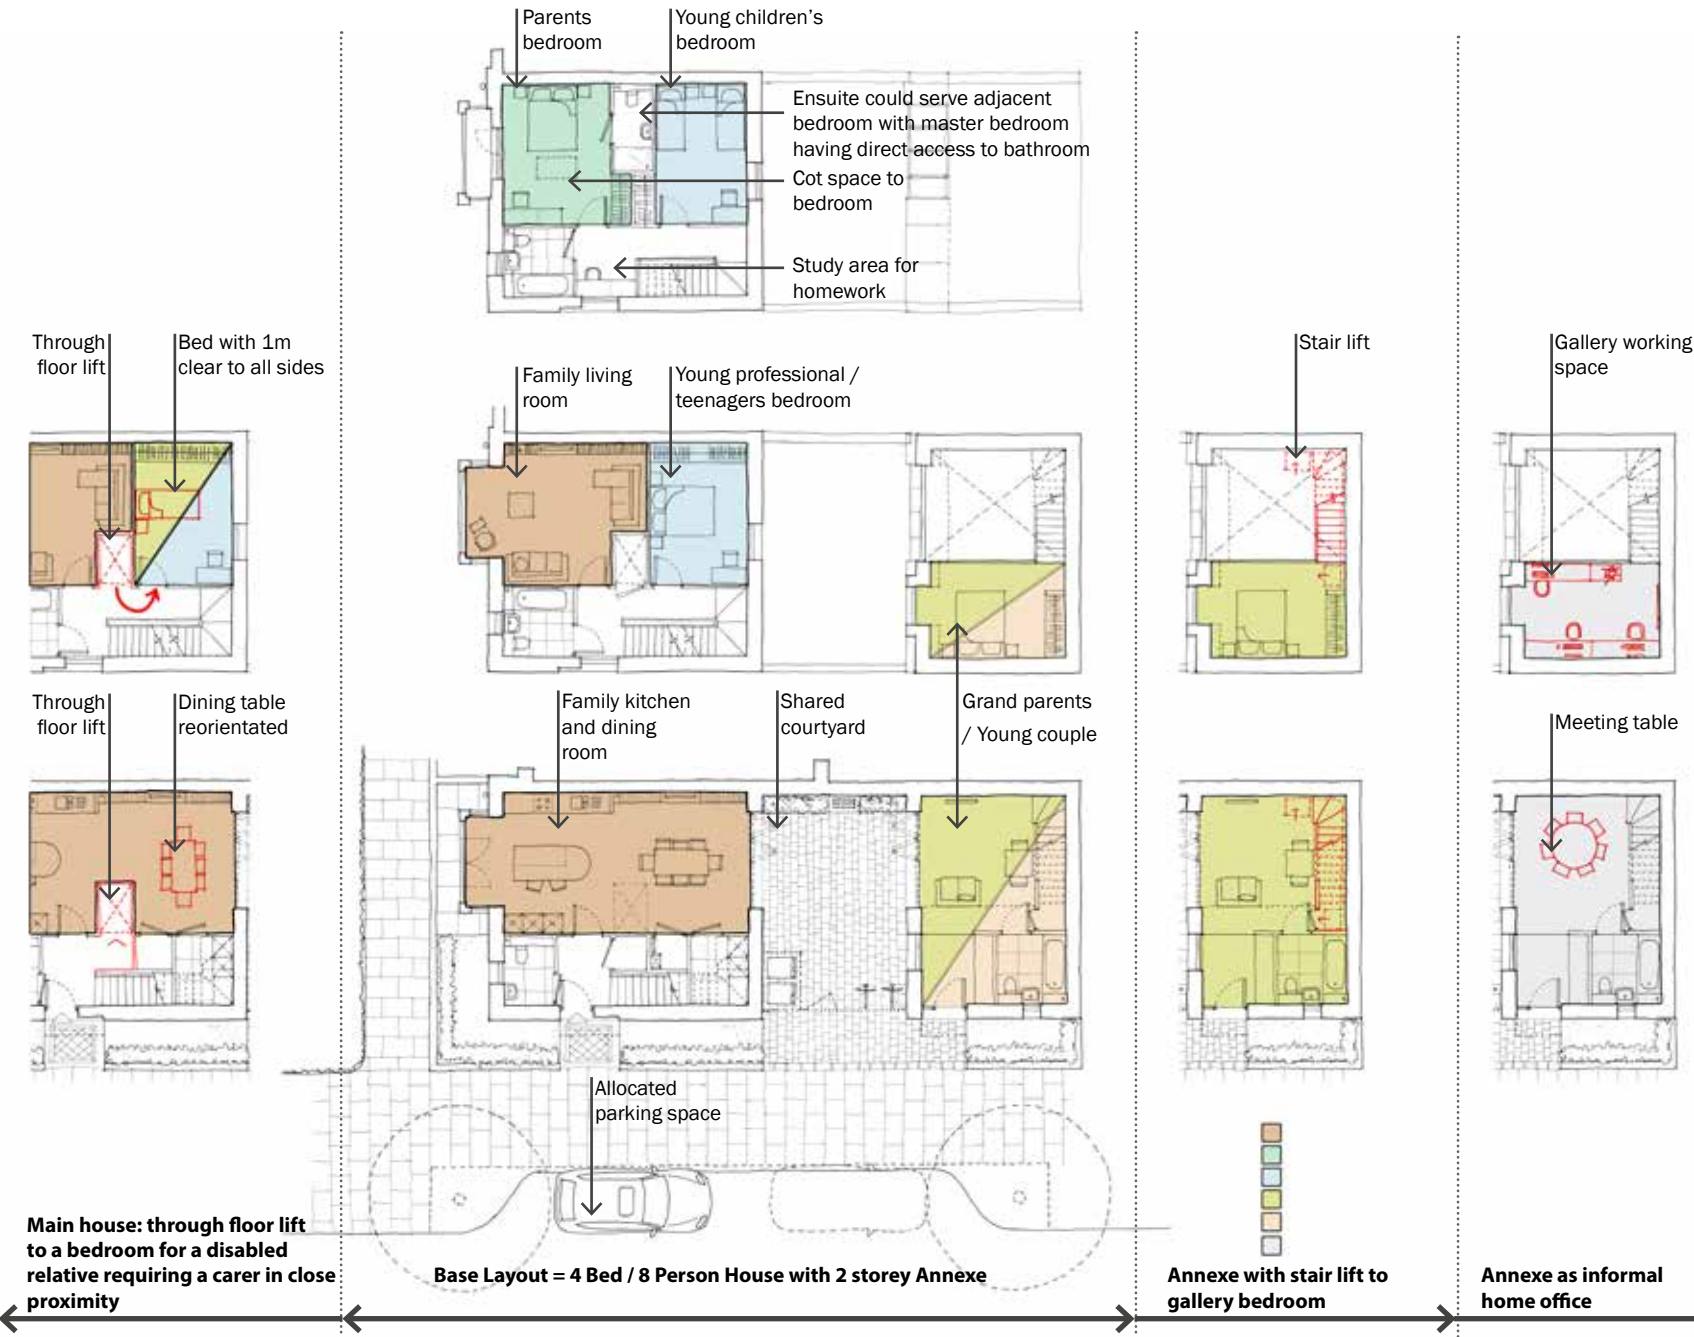 Parents
bedroom
Young children's
bedroom
Ensuite could serve adjacent
bedroom with master bedroom
having direct access to bathroom
Cot space to
bedroom
Study area for
homework
Through
floor lift
Bed with 1m
clear to all sides
Family living
room
Young professional /
teenagers bedroom
Stair lift
Gallery working
space
Through
floor lift
Dining table
reorientated
Family kitchen
and dining
room
Shared
courtyard
Grand parents
/ Young couple
Meeting table
Allocated
parking space
Main house: through floor lift
to a bedroom for a disabled
relative requiring a carer in close
proximity
Base Layout = 4 Bed / 8 Person House with 2 storey Annexe
Annexe with stair lift to
gallery bedroom
Annexe as informal
home office